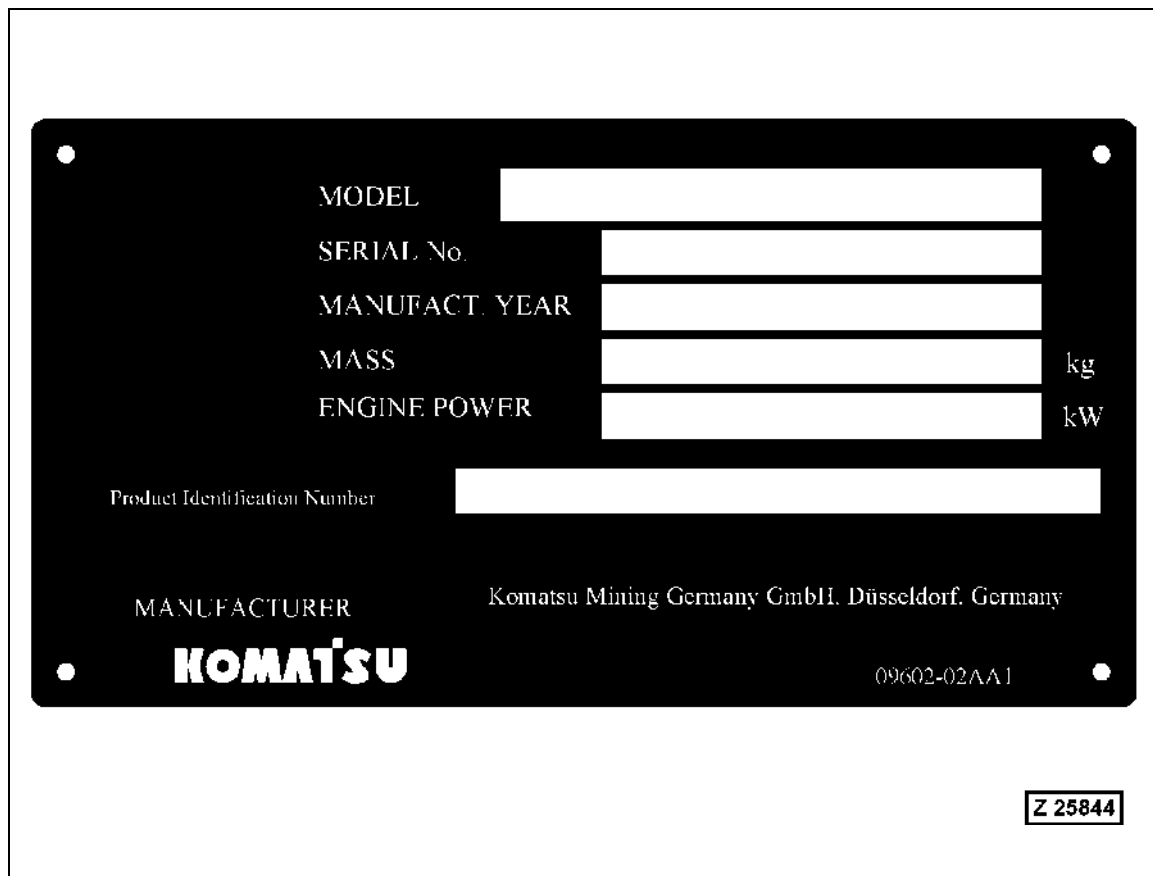 MODEL
SERIAL No.
MANUFACT. YEAR
MASS kg
ENGINE POWER kW
Product Identification Number
MANUFACTURER Komatsu Mining Germany GmbH. Düsseldorf. Germany
KOMATSU
09602-02AA1
Z 25844